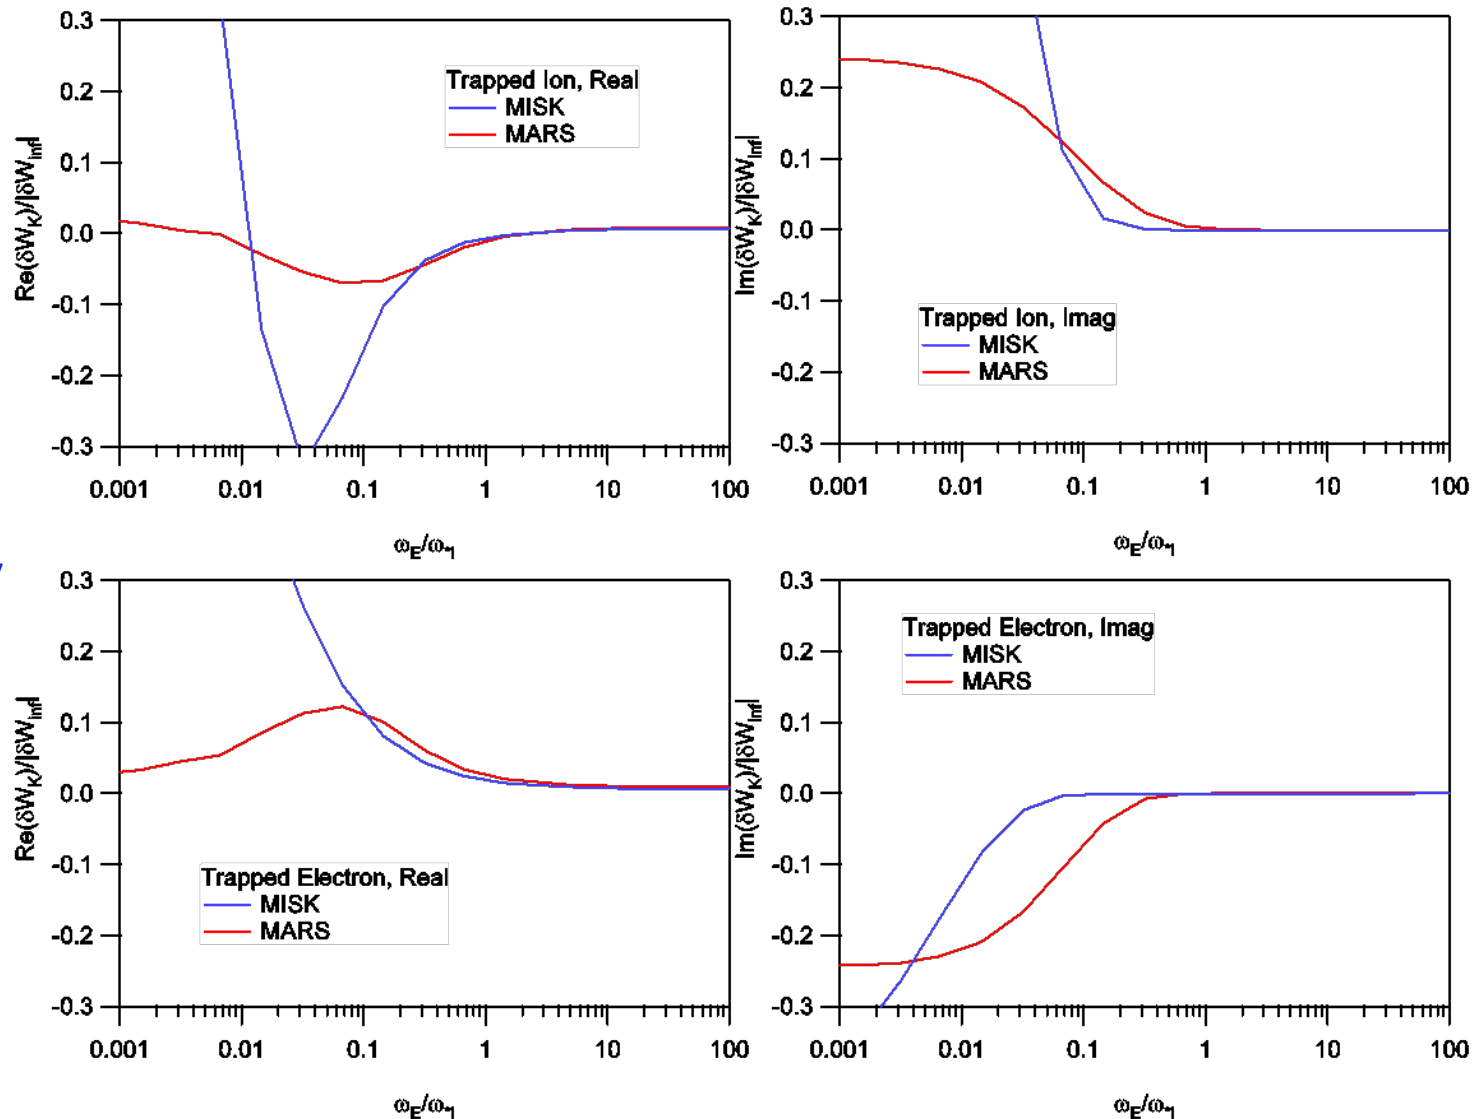 0.3
0.2
0.1
0.0
-0.1
-0.2
-0.3
Re(δW_K)/|δW_inf|
Trapped Ion, Real
MISK
MARS
0.001
0.01
0.1
1
10
100
ω_E/ω_*i
0.3
0.2
0.1
0.0
-0.1
-0.2
-0.3
Im(δW_K)/|δW_inf|
Trapped Ion, Imag
MISK
MARS
0.001
0.01
0.1
1
10
100
ω_E/ω_*i
0.3
0.2
0.1
0.0
-0.1
-0.2
-0.3
Re(δW_K)/|δW_inf|
Trapped Electron, Real
MISK
MARS
0.001
0.01
0.1
1
10
100
ω_E/ω_*i
0.3
0.2
0.1
0.0
-0.1
-0.2
-0.3
Im(δW_K)/|δW_inf|
Trapped Electron, Imag
MISK
MARS
0.001
0.01
0.1
1
10
100
ω_E/ω_*i